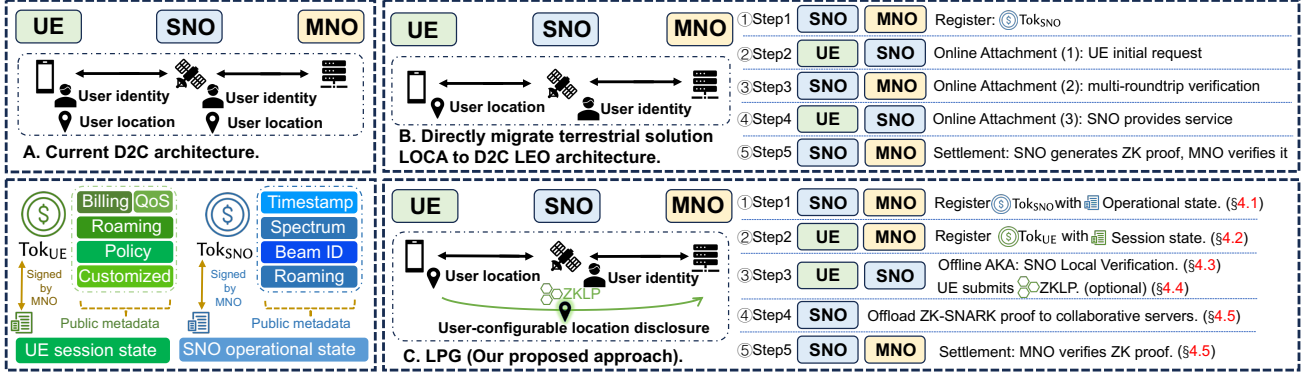 UE SNO MNO
User identity User identity
User location User location
A. Current D2C architecture.
UE SNO MNO
User location User identity
B. Directly migrate terrestrial solution
LOCA to D2C LEO architecture.
①Step1 SNO MNO Register: $ TokSNO
②Step2 UE SNO Online Attachment (1): UE initial request
③Step3 SNO MNO Online Attachment (2): multi-roundtrip verification
④Step4 UE SNO Online Attachment (3): SNO provides service
⑤Step5 SNO MNO Settlement: SNO generates ZK proof, MNO verifies it
$ Billing QoS $ Timestamp
Roaming Spectrum
TokUE Policy TokSNO Beam ID
Customized Roaming
Signed by MNO Signed by MNO
Public metadata Public metadata
UE session state SNO operational state
UE SNO MNO
User location User identity
ZKLP
User-configurable location disclosure
C. LPG (Our proposed approach).
①Step1 SNO MNO Register $ TokSNO with Operational state. (§4.1)
②Step2 UE MNO Register $ TokUE with Session state. (§4.2)
③Step3 UE SNO Offline AKA: SNO Local Verification. (§4.3)
UE submits ZKLP. (optional) (§4.4)
④Step4 SNO Offload ZK-SNARK proof to collaborative servers. (§4.5)
⑤Step5 SNO MNO Settlement: MNO verifies ZK proof. (§4.5)